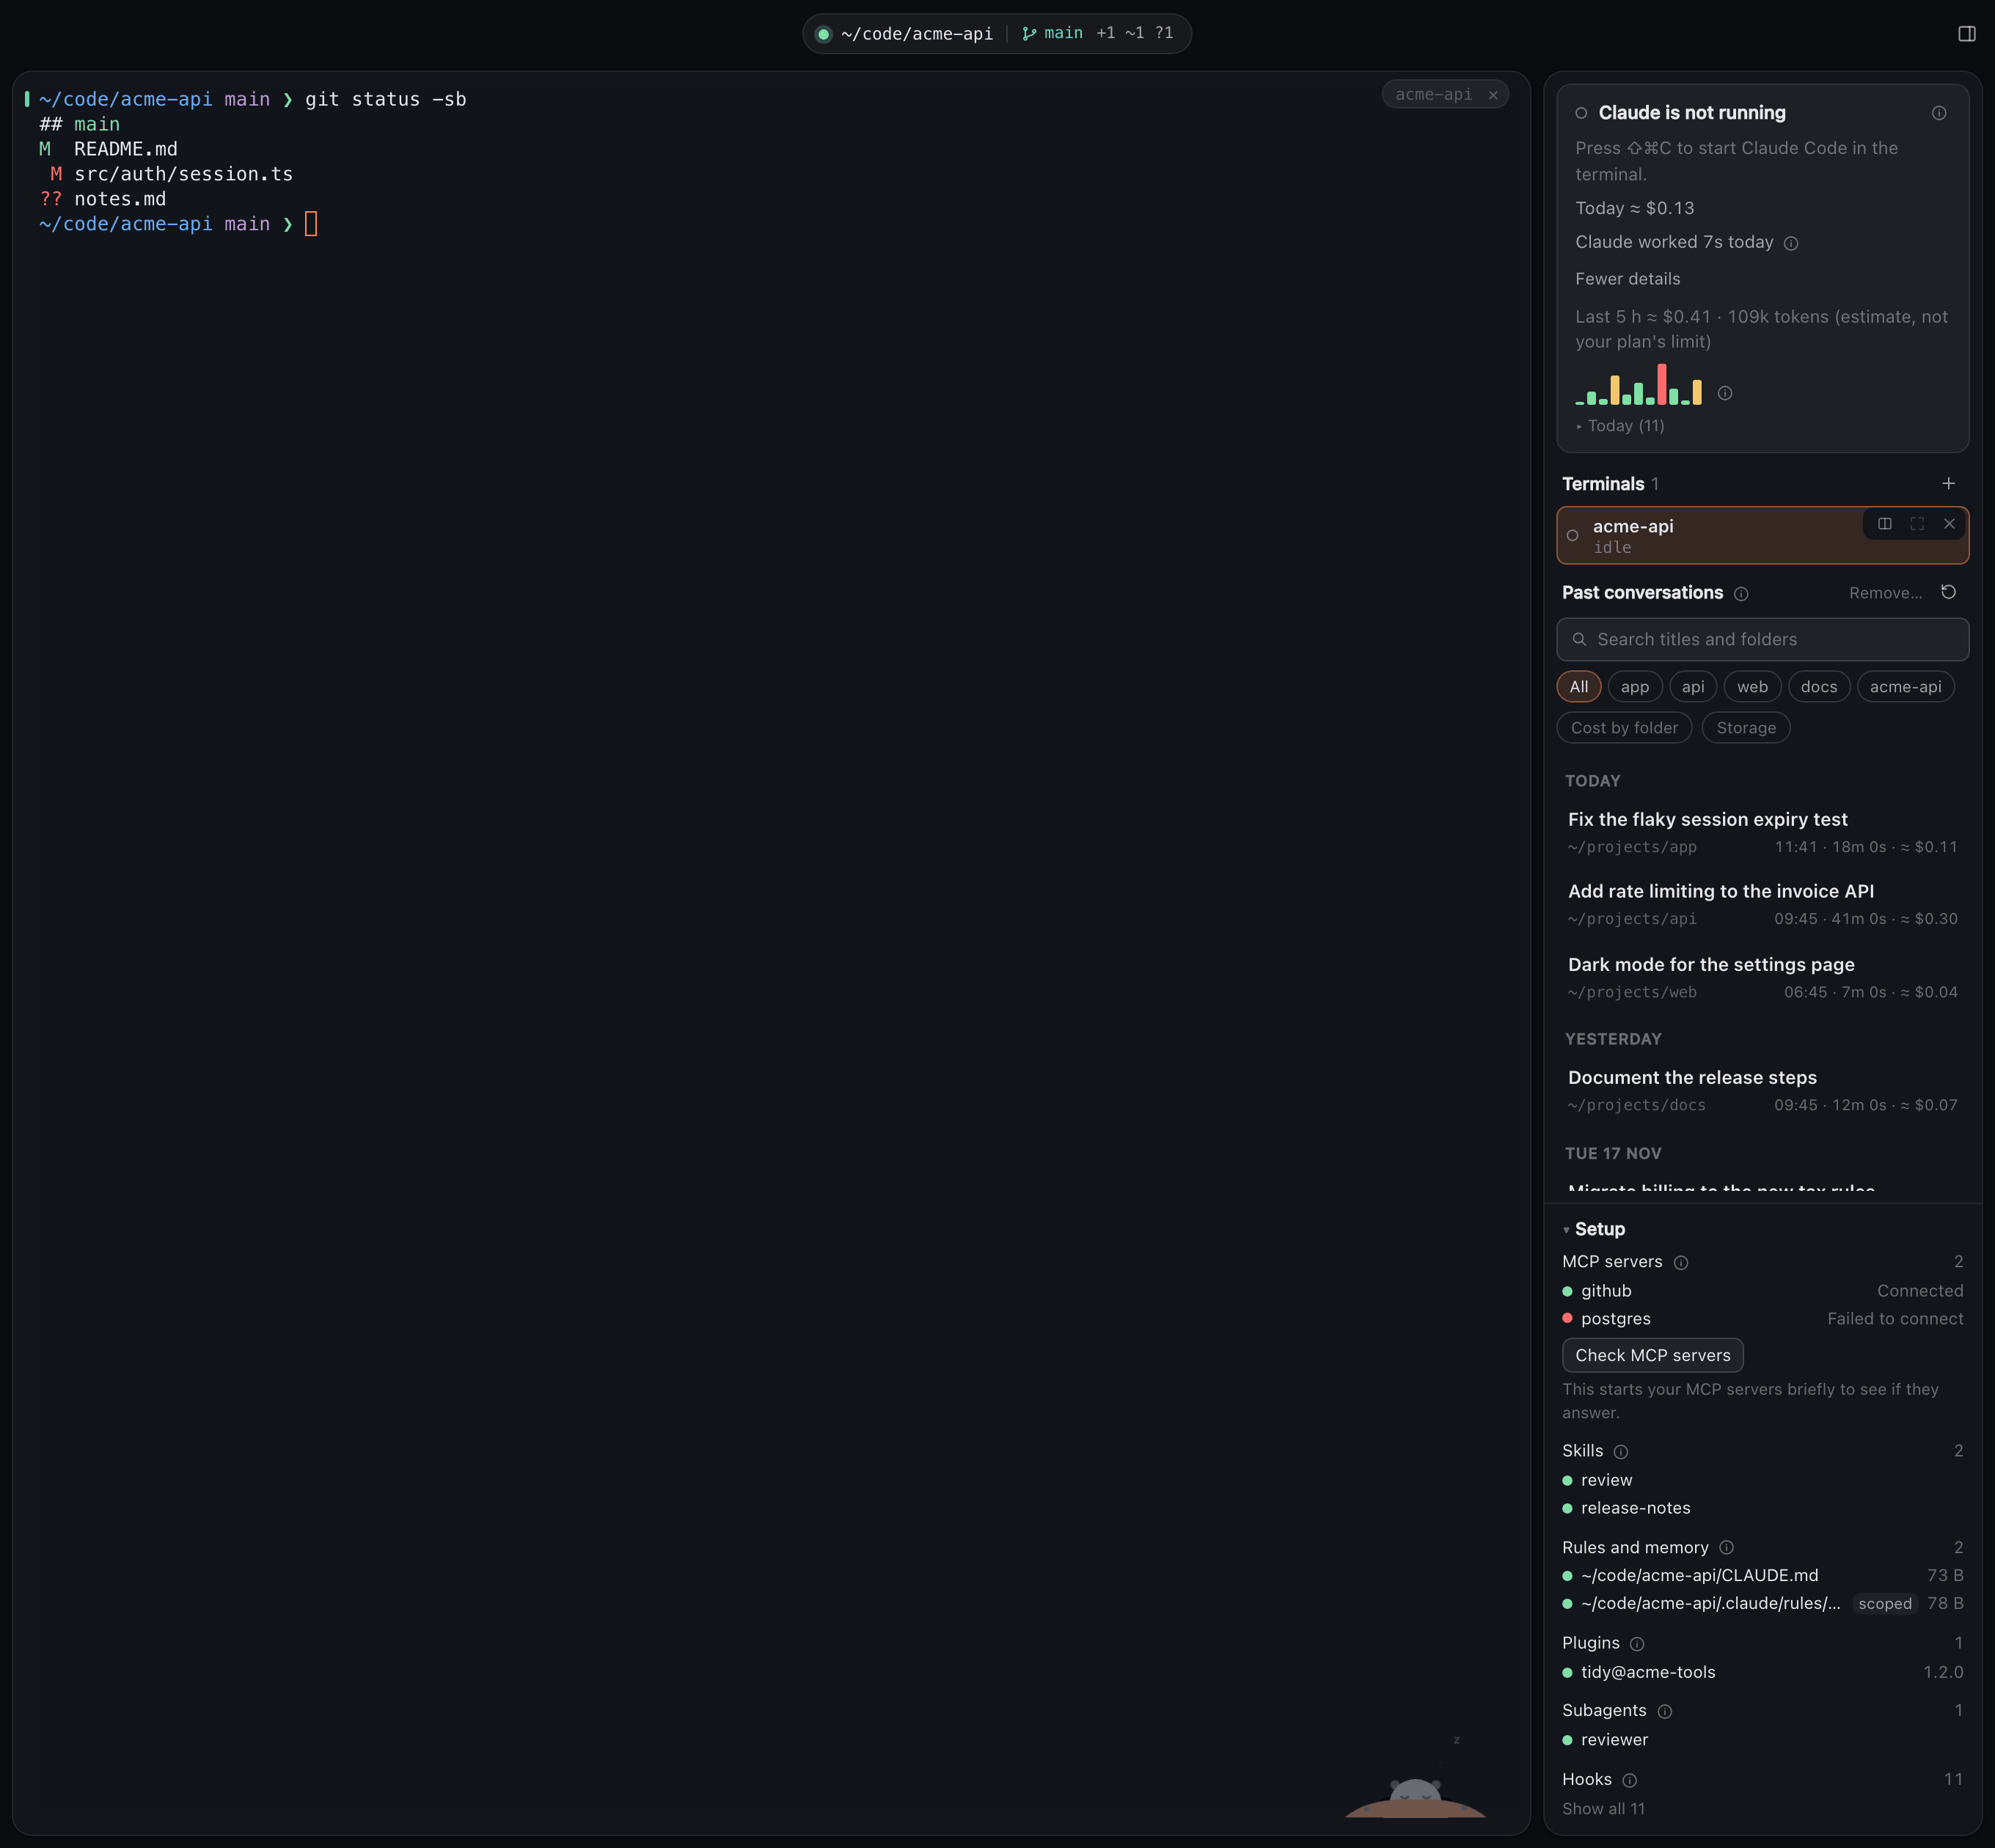 ~/code/acme-api main +1 ~1 ?1
~/code/acme-api main ❯ git status -sb
acme-api ×
## main
M  README.md
 M src/auth/session.ts
?? notes.md
~/code/acme-api main ❯
z
Claude is not running
Press ⇧⌘C to start Claude Code in the
terminal.
Today ≈ $0.13
Claude worked 7s today
Fewer details
Last 5 h ≈ $0.41 · 109k tokens (estimate, not
your plan's limit)
▸ Today (11)
Terminals 1
acme-api
idle
Past conversations Remove…
Search titles and folders
All app api web docs acme-api
Cost by folder Storage
TODAY
Fix the flaky session expiry test
~/projects/app 11:41 · 18m 0s · ≈ $0.11
Add rate limiting to the invoice API
~/projects/api 09:45 · 41m 0s · ≈ $0.30
Dark mode for the settings page
~/projects/web 06:45 · 7m 0s · ≈ $0.04
YESTERDAY
Document the release steps
~/projects/docs 09:45 · 12m 0s · ≈ $0.07
TUE 17 NOV
Migrate billing to the new tax rules
▾ Setup
MCP servers 2
github Connected
postgres Failed to connect
Check MCP servers
This starts your MCP servers briefly to see if they
answer.
Skills 2
review
release-notes
Rules and memory 2
~/code/acme-api/CLAUDE.md 73 B
~/code/acme-api/.claude/rules/… scoped 78 B
Plugins 1
tidy@acme-tools 1.2.0
Subagents 1
reviewer
Hooks 11
Show all 11